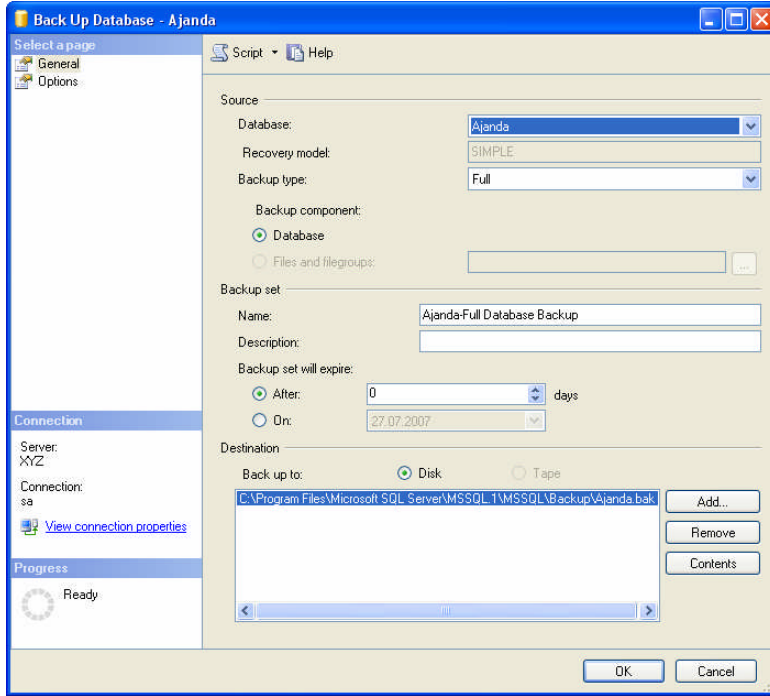 Back Up Database - Ajanda
Select a page
General
Options
Script Help
Source
Database: Ajanda
Recovery model: SIMPLE
Backup type: Full
Backup component:
Database
Files and filegroups: ...
Backup set
Name: Ajanda-Full Database Backup
Description:
Backup set will expire:
After: 0 days
On: 27.07.2007
Destination
Back up to: Disk Tape
C:\Program Files\Microsoft SQL Server\MSSQL.1\MSSQL\Backup\Ajanda.bak
Add...
Remove
Contents
Connection
Server:
XYZ
Connection:
sa
View connection properties
Progress
Ready
OK Cancel